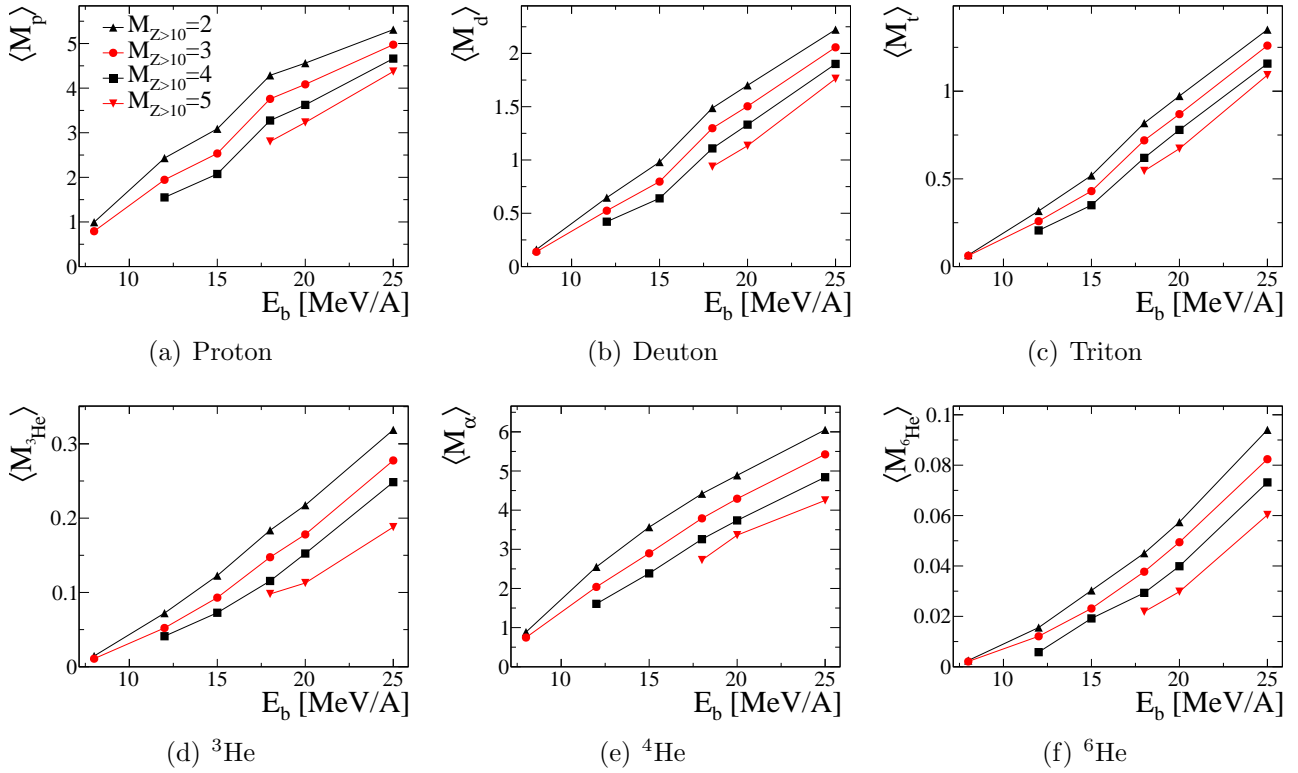 ⟨M_p⟩
5
4
3
2
1
0
M_{Z>10}=2
M_{Z>10}=3
M_{Z>10}=4
M_{Z>10}=5
10 15 20 25
E_b [MeV/A]
(a) Proton
⟨M_d⟩
2
1.5
1
0.5
0
10 15 20 25
E_b [MeV/A]
(b) Deuton
⟨M_t⟩
1
0.5
0
10 15 20 25
E_b [MeV/A]
(c) Triton
⟨M_{³He}⟩
0.3
0.2
0.1
0
10 15 20 25
E_b [MeV/A]
(d) ³He
⟨M_α⟩
6
5
4
3
2
1
0
10 15 20 25
E_b [MeV/A]
(e) ⁴He
⟨M_{⁶He}⟩
0.1
0.08
0.06
0.04
0.02
0
10 15 20 25
E_b [MeV/A]
(f) ⁶He